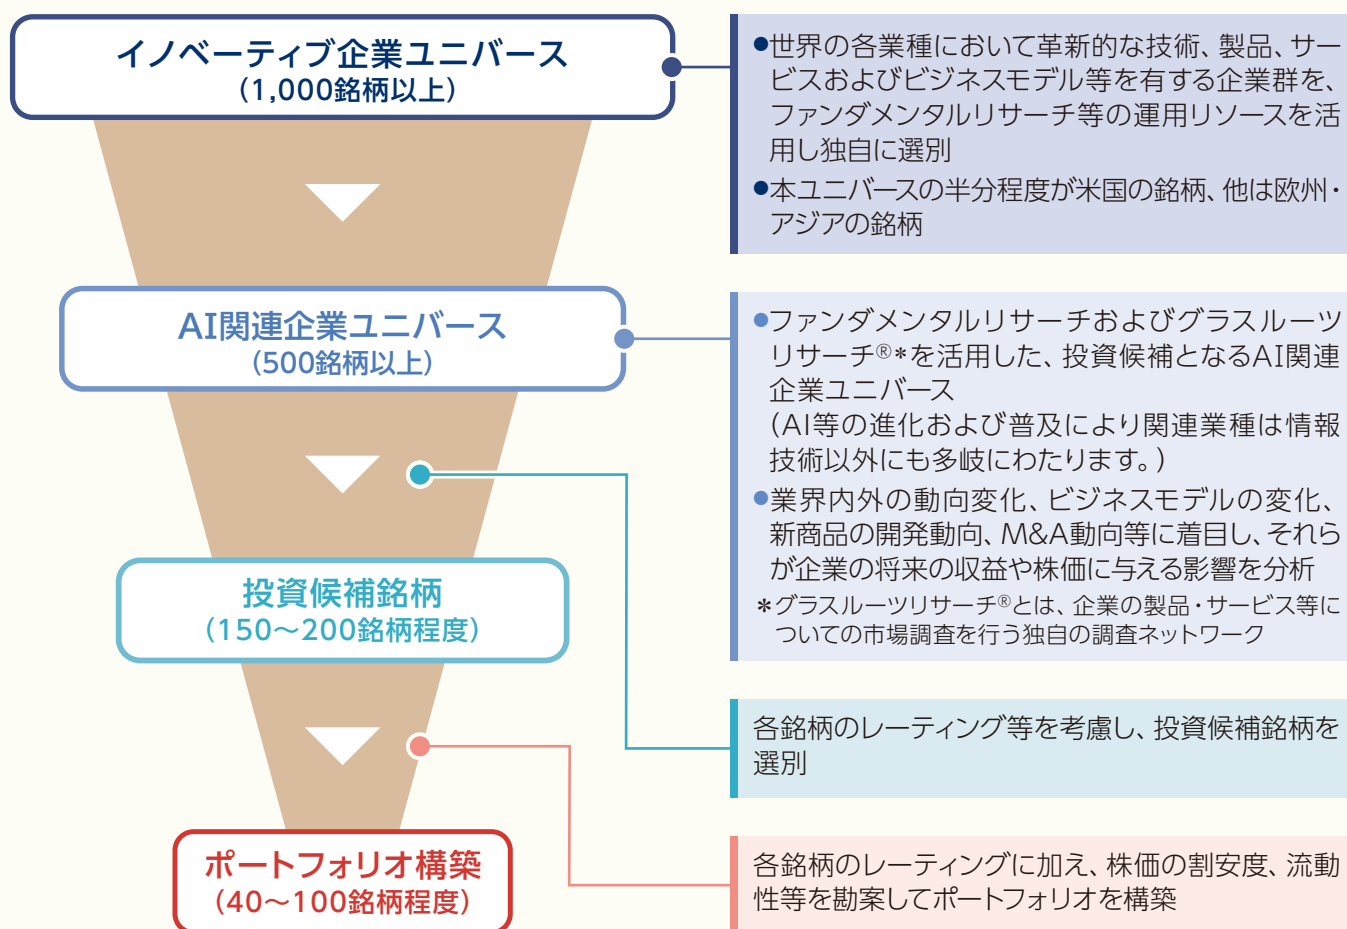 イノベーティブ企業ユニバース
(1,000銘柄以上)
●世界の各業種において革新的な技術、製品、サー
ビスおよびビジネスモデル等を有する企業群を、
ファンダメンタルリサーチ等の運用リソースを活
用し独自に選別
●本ユニバースの半分程度が米国の銘柄、他は欧州・
アジアの銘柄
AI関連企業ユニバース
(500銘柄以上)
●ファンダメンタルリサーチおよびグラスルーツ
リサーチ®*を活用した、投資候補となるAI関連
企業ユニバース
(AI等の進化および普及により関連業種は情報
技術以外にも多岐にわたります。)
●業界内外の動向変化、ビジネスモデルの変化、
新商品の開発動向、M&A動向等に着目し、それら
が企業の将来の収益や株価に与える影響を分析
*グラスルーツリサーチ®とは、企業の製品・サービス等に
ついての市場調査を行う独自の調査ネットワーク
投資候補銘柄
(150〜200銘柄程度)
各銘柄のレーティング等を考慮し、投資候補銘柄を
選別
ポートフォリオ構築
(40〜100銘柄程度)
各銘柄のレーティングに加え、株価の割安度、流動
性等を勘案してポートフォリオを構築